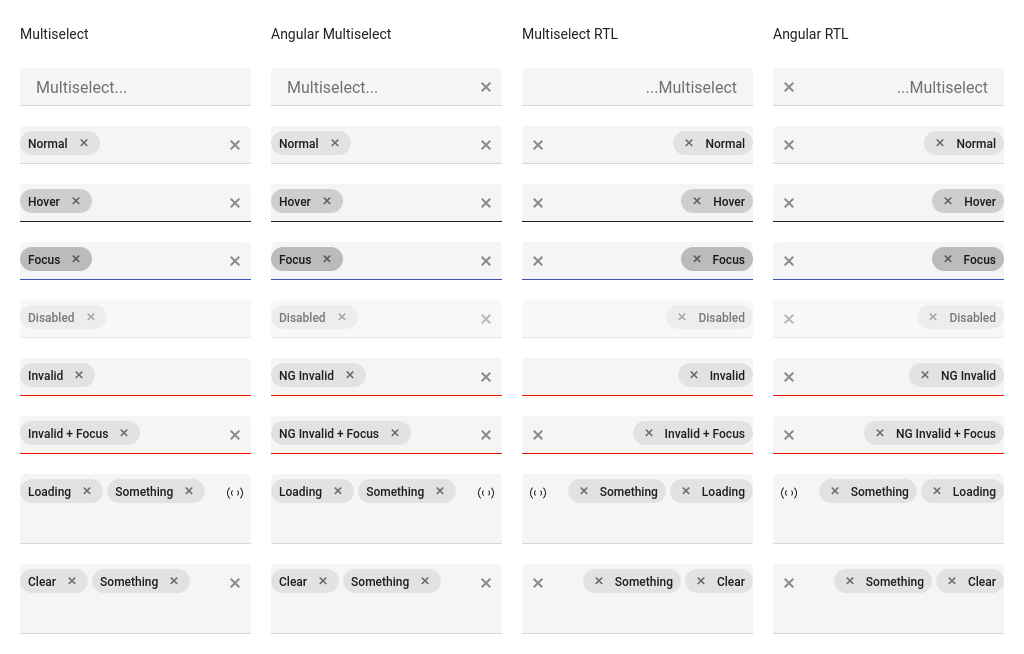 Multiselect Angular Multiselect Multiselect RTL Angular RTL
Multiselect... Multiselect... ...Multiselect ...Multiselect
Normal Normal Normal Normal
Hover Hover Hover Hover
Focus Focus Focus Focus
Disabled Disabled Disabled Disabled
Invalid NG Invalid Invalid NG Invalid
Invalid + Focus NG Invalid + Focus Invalid + Focus NG Invalid + Focus
Loading Something Loading Something Something Loading Something Loading
Clear Something Clear Something Something Clear Something Clear